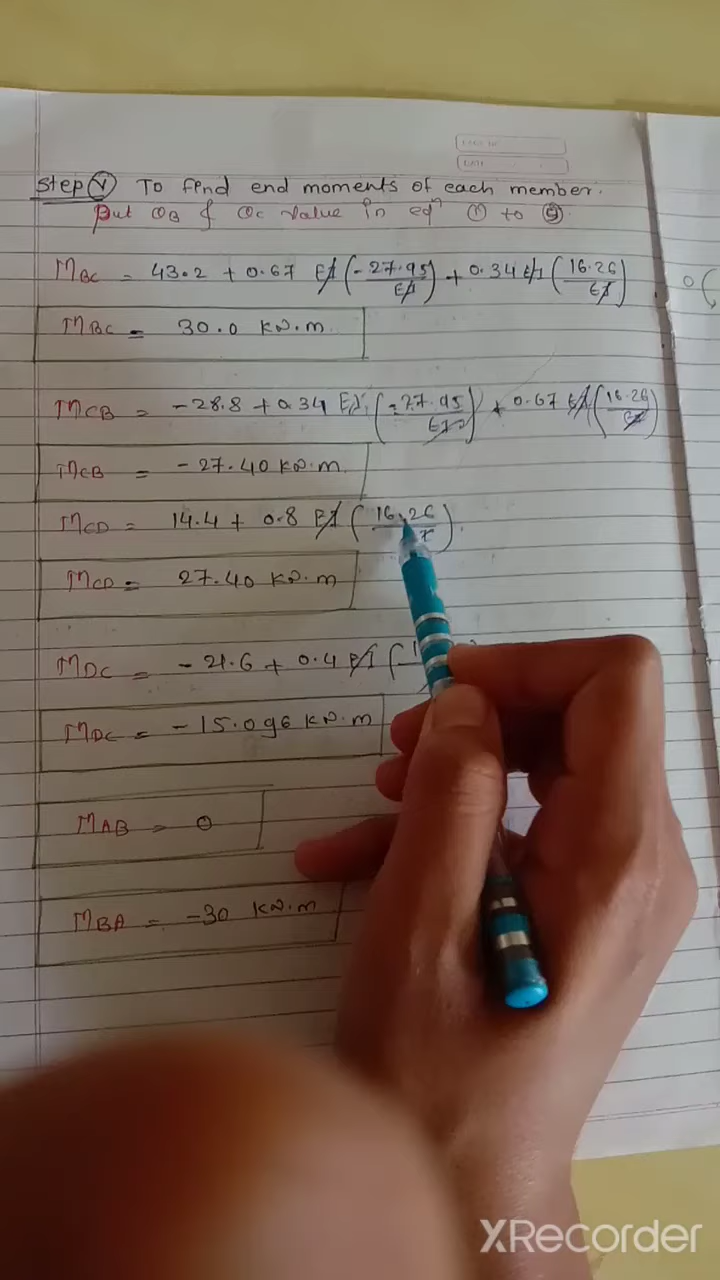 Step (V) To find end moments of each member.
Put θB & θc value in eqn (1) to (5)
MBC = 43.2 + 0.67 EI (-27.95/EI) + 0.34 EI (16.26/EI)
MBC = 30.0 KN.m
MCB = -28.8 + 0.34 EI (-27.95/EI) + 0.67 EI (16.26/EI)
MCB = -27.40 KN.m
MCD = 14.4 + 0.8 EI (16.26/I)
MCD = 27.40 KN.m
MDC = -21.6 + 0.4 EI (1
MDC = -15.096 KN.m
MAB = 0
MBA = -30 KN.m
XRecorder